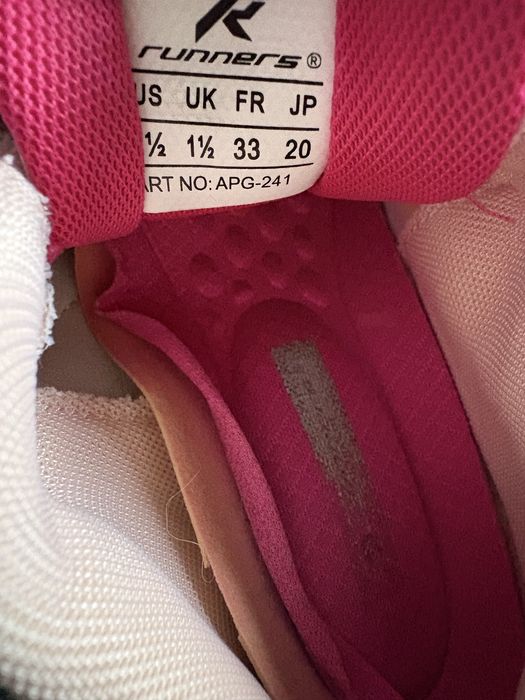 runners®
US UK FR JP
½ 1½ 33 20
ART NO: APG-241